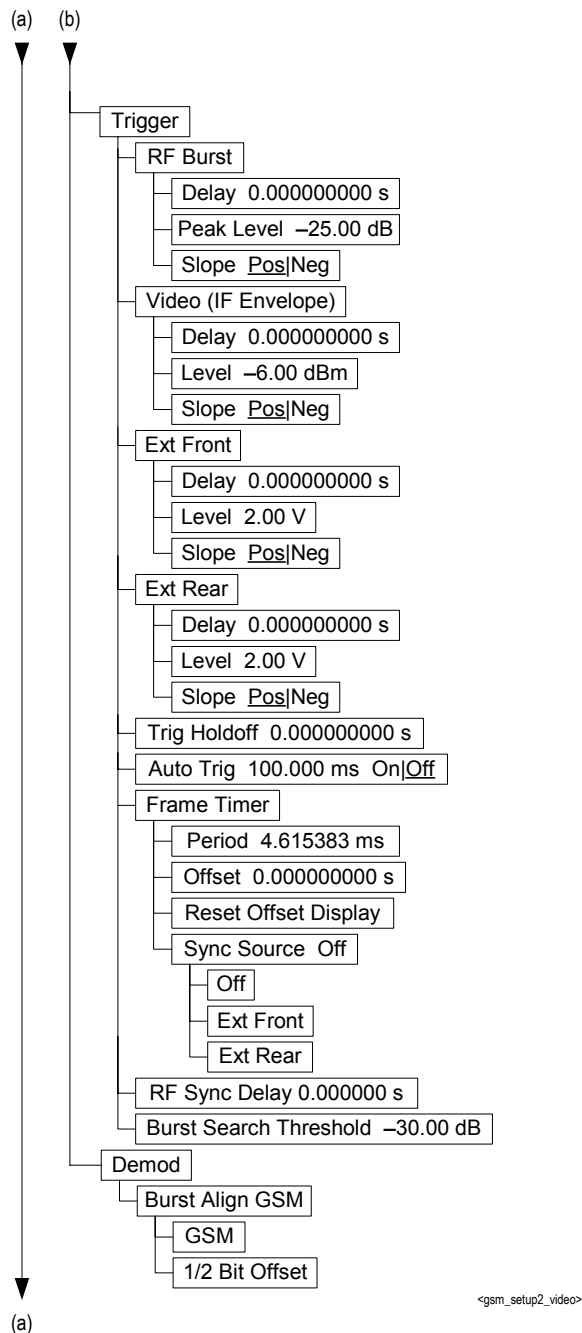 (a) (b)
Trigger
RF Burst
Delay 0.000000000 s
Peak Level –25.00 dB
Slope Pos|Neg
Video (IF Envelope)
Delay 0.000000000 s
Level –6.00 dBm
Slope Pos|Neg
Ext Front
Delay 0.000000000 s
Level 2.00 V
Slope Pos|Neg
Ext Rear
Delay 0.000000000 s
Level 2.00 V
Slope Pos|Neg
Trig Holdoff 0.000000000 s
Auto Trig 100.000 ms On|Off
Frame Timer
Period 4.615383 ms
Offset 0.000000000 s
Reset Offset Display
Sync Source Off
Off
Ext Front
Ext Rear
RF Sync Delay 0.000000 s
Burst Search Threshold –30.00 dB
Demod
Burst Align GSM
GSM
1/2 Bit Offset
<gsm_setup2_video>
(a)